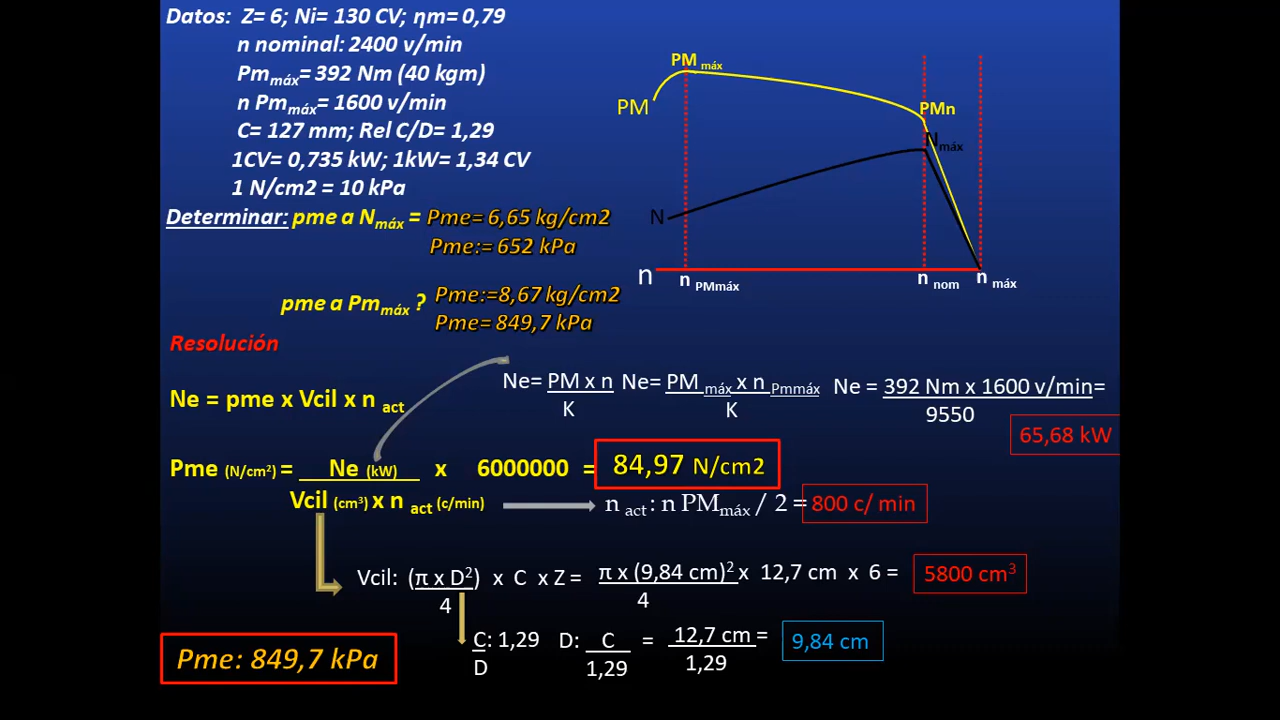 Datos: Z= 6; Ni= 130 CV; ηm= 0,79
n nominal: 2400 v/min
Pmmáx= 392 Nm (40 kgm)
n Pmmáx= 1600 v/min
C= 127 mm; Rel C/D= 1,29
1CV= 0,735 kW; 1kW= 1,34 CV
1 N/cm2 = 10 kPa
Determinar: pme a Nmáx = Pme= 6,65 kg/cm2
Pme:= 652 kPa
pme a Pmmáx ? Pme:=8,67 kg/cm2
Pme= 849,7 kPa
PM máx
PM
PMn
Nmáx
N
n
n PMmáx
n nom
n máx
Resolución
Ne = pme x Vcil x n act
Ne= PM x n
K
Ne= PM máx x n Pmmáx
K
Ne = 392 Nm x 1600 v/min=
9550
65,68 kW
Pme (N/cm²) = Ne (kW) x 6000000 = 84,97 N/cm2
Vcil (cm³) x n act (c/min)
n act : n PMmáx / 2 = 800 c/ min
Vcil: (π x D²) x C x Z = π x (9,84 cm)² x 12,7 cm x 6 = 5800 cm³
4
4
C: 1,29
D
D: C = 12,7 cm = 9,84 cm
1,29
1,29
Pme: 849,7 kPa